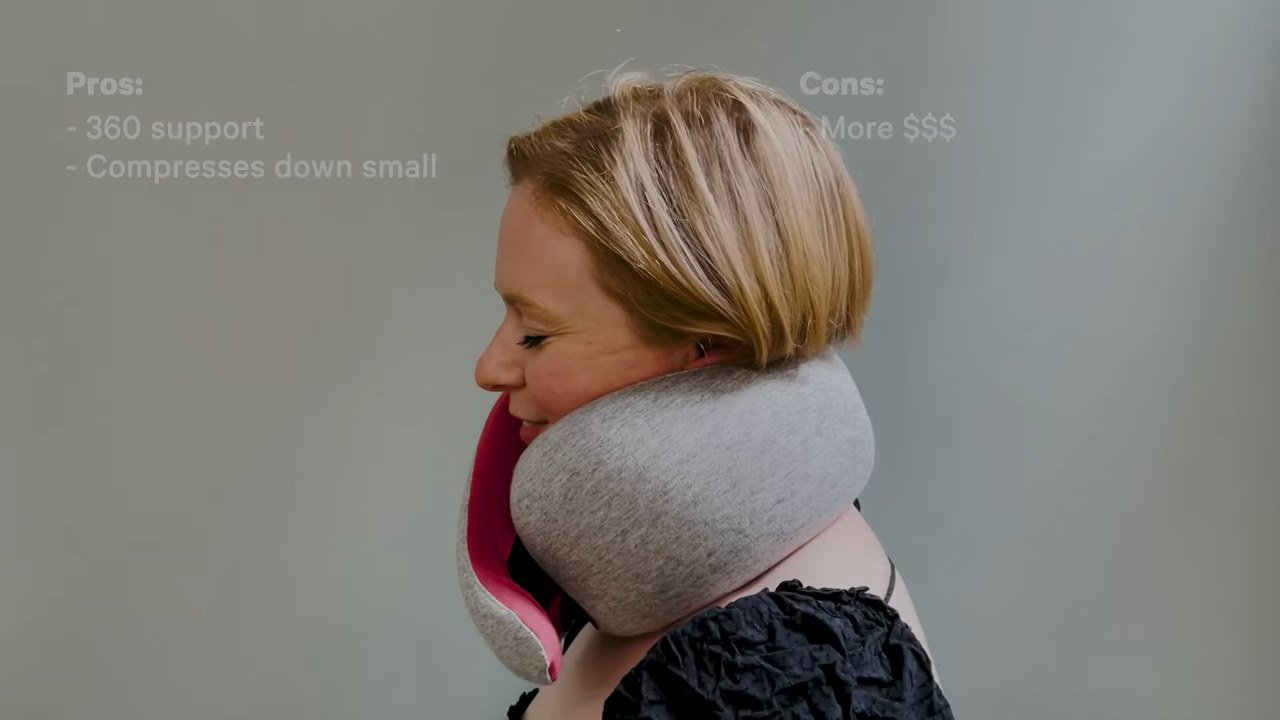 Pros:
- 360 support
- Compresses down small
Cons:
- More $$$